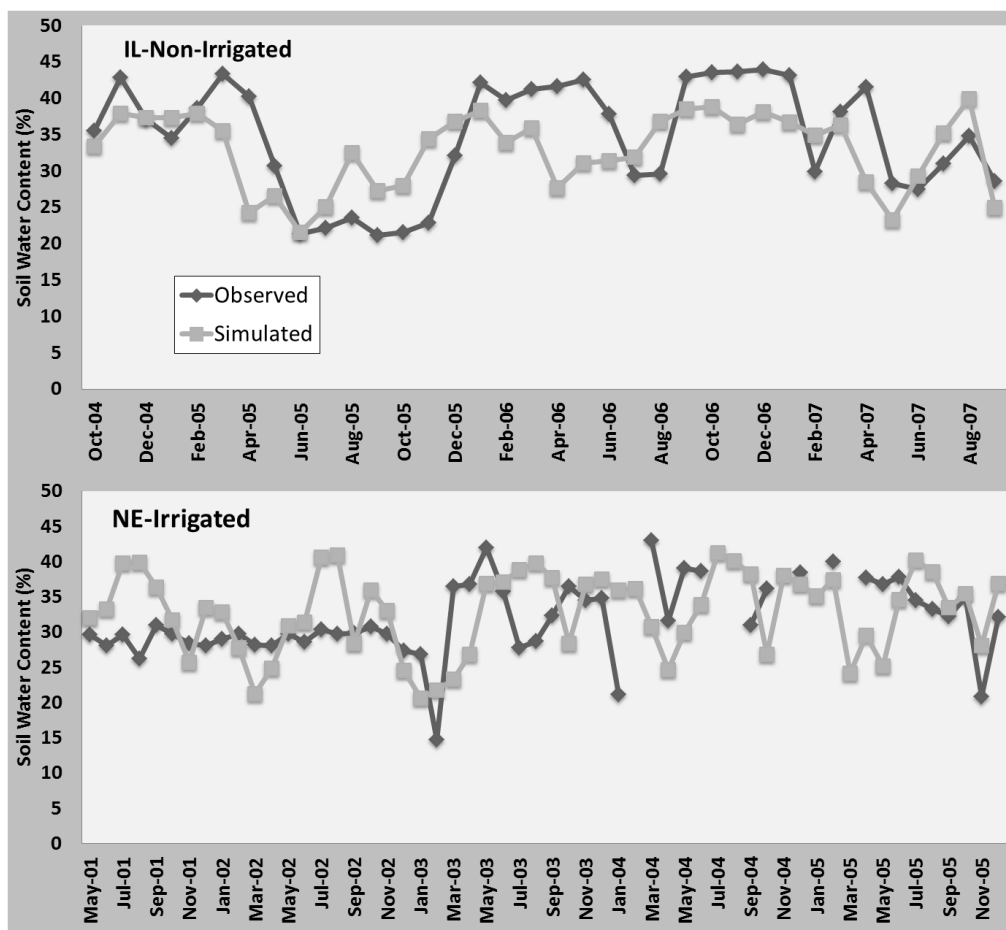 50
45
40
35
30
25
20
15
10
5
0
Soil Water Content (%)
IL-Non-Irrigated
Observed
Simulated
Oct-04
Dec-04
Feb-05
Apr-05
Jun-05
Aug-05
Oct-05
Dec-05
Feb-06
Apr-06
Jun-06
Aug-06
Oct-06
Dec-06
Feb-07
Apr-07
Jun-07
Aug-07
50
45
40
35
30
25
20
15
10
5
0
Soil Water Content (%)
NE-Irrigated
May-01
Jul-01
Sep-01
Nov-01
Jan-02
Mar-02
May-02
Jul-02
Sep-02
Nov-02
Jan-03
Mar-03
May-03
Jul-03
Sep-03
Nov-03
Jan-04
Mar-04
May-04
Jul-04
Sep-04
Nov-04
Jan-05
Mar-05
May-05
Jul-05
Sep-05
Nov-05